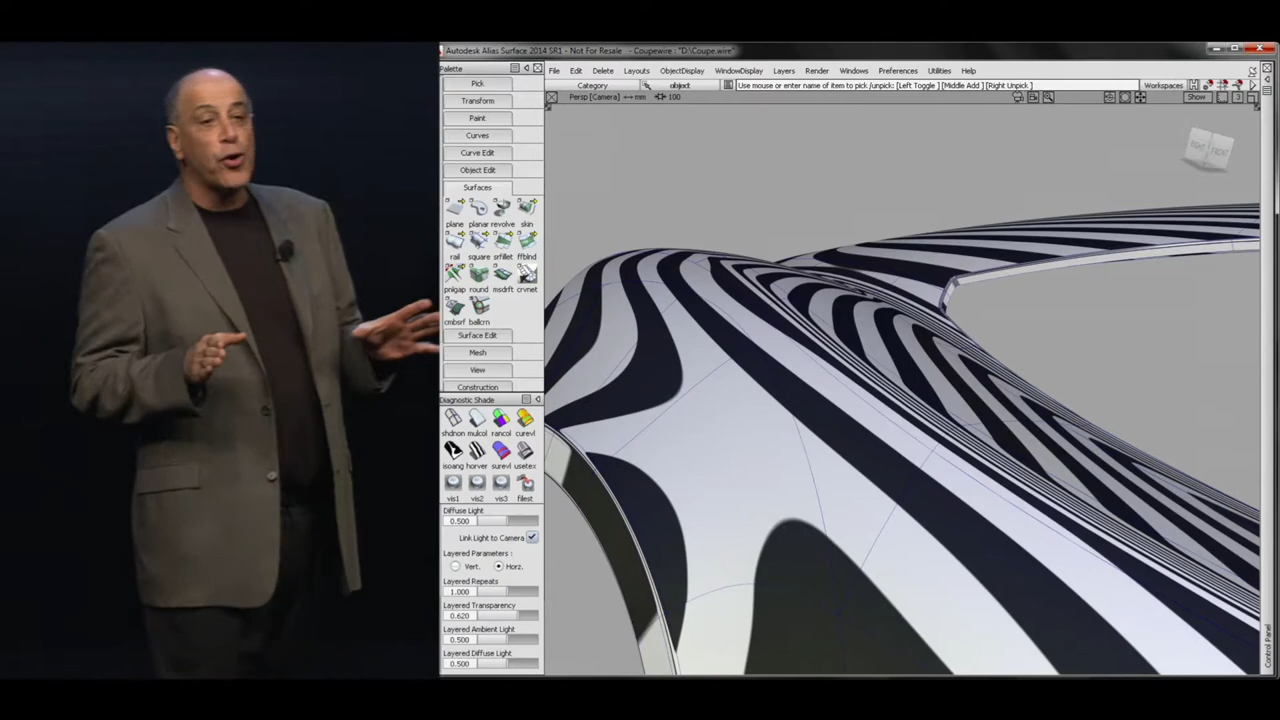 Autodesk Alias Surface 2014 SR1 - Not For Resale - Coupewire : "D:\Coupe.wire"
Palette
File Edit Delete Layouts ObjectDisplay WindowDisplay Layers Render Windows Preferences Utilities Help
Category object Use mouse or enter name of item to pick /unpick: [Left Toggle ] [Middle Add ] [Right Unpick ] Workspaces
Persp [Camera] mm 100 Show
Pick
Transform
Paint
Curves
Curve Edit
Object Edit
Surfaces
plane planar revolve skin
rail square srfillet ffblnd
pnlgap round msdrft crvnet
cmbsrf ballcrn
Surface Edit
Mesh
View
Construction
Diagnostic Shade
shdnon mulcol rancol curevl
isoang horver surevl usetex
vis1 vis2 vis3 filest
Diffuse Light
0.500
Link Light to Camera
Layered Parameters :
Vert. Horz.
Layered Repeats
1.000
Layered Transparency
0.620
Layered Ambient Light
0.500
Layered Diffuse Light
0.500
RIGHT FRONT
Control Panel